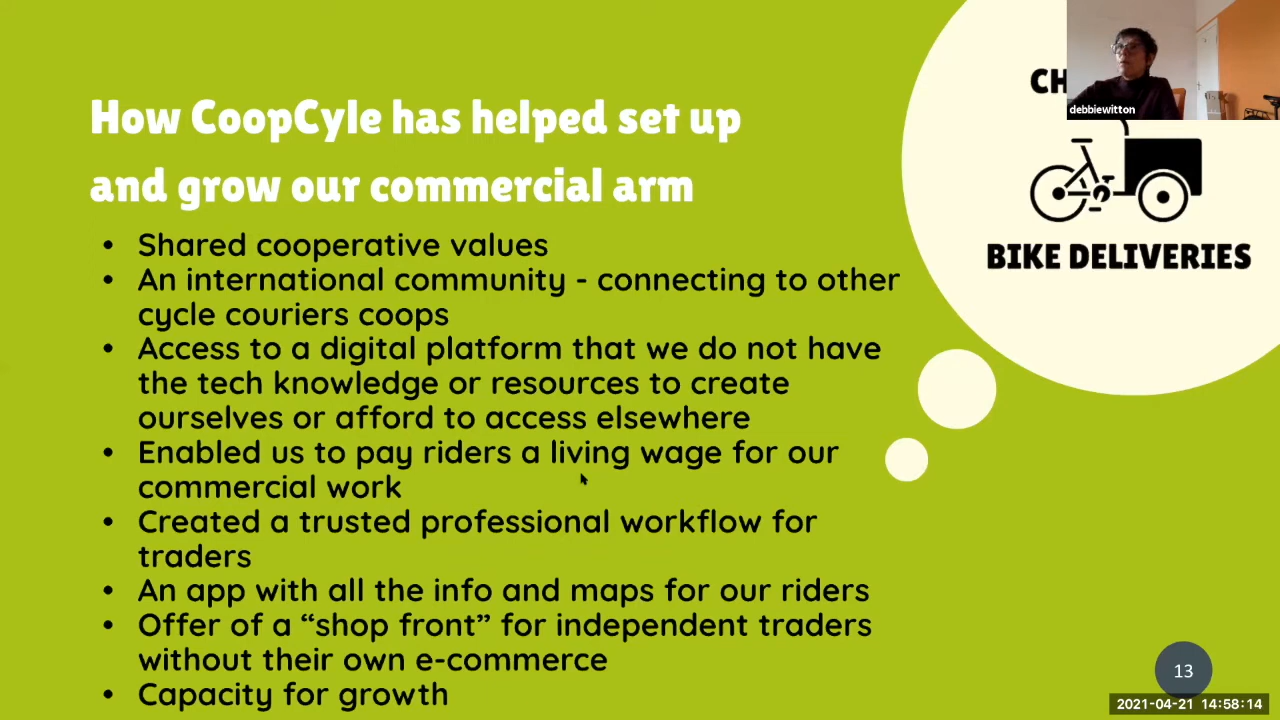 How CoopCyle has helped set up
and grow our commercial arm
• Shared cooperative values
• An international community - connecting to other
cycle couriers coops
• Access to a digital platform that we do not have
the tech knowledge or resources to create
ourselves or afford to access elsewhere
• Enabled us to pay riders a living wage for our
commercial work
• Created a trusted professional workflow for
traders
• An app with all the info and maps for our riders
• Offer of a “shop front” for independent traders
without their own e-commerce
• Capacity for growth
CH
debbiewitton
BIKE DELIVERIES
13
2021-04-21 14:58:14